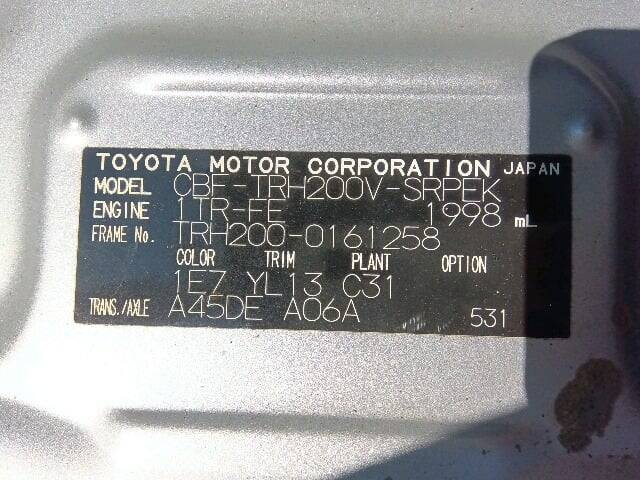 TOYOTA MOTOR CORPORATION JAPAN
MODEL CBF-TRH200V-SRPEK
ENGINE 1TR-FE 1998 mL
FRAME No. TRH200-0161258
COLOR TRIM PLANT OPTION
1E7 YL13 C31
TRANS./AXLE A45DE A06A 531